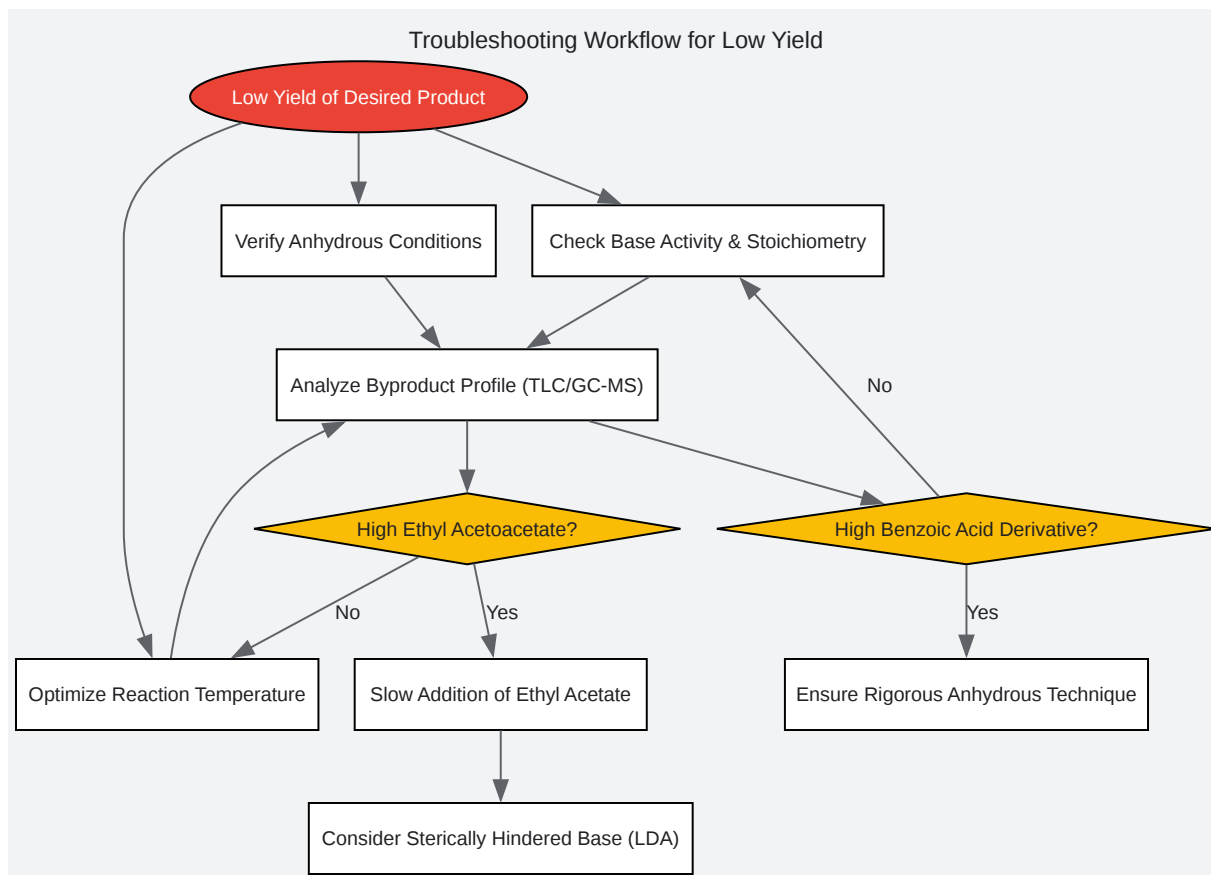 Troubleshooting Workflow for Low Yield
Low Yield of Desired Product
Verify Anhydrous Conditions
Check Base Activity & Stoichiometry
Analyze Byproduct Profile (TLC/GC-MS)
No
High Ethyl Acetoacetate?
High Benzoic Acid Derivative?
No
Yes
Yes
Optimize Reaction Temperature
Slow Addition of Ethyl Acetate
Ensure Rigorous Anhydrous Technique
Consider Sterically Hindered Base (LDA)